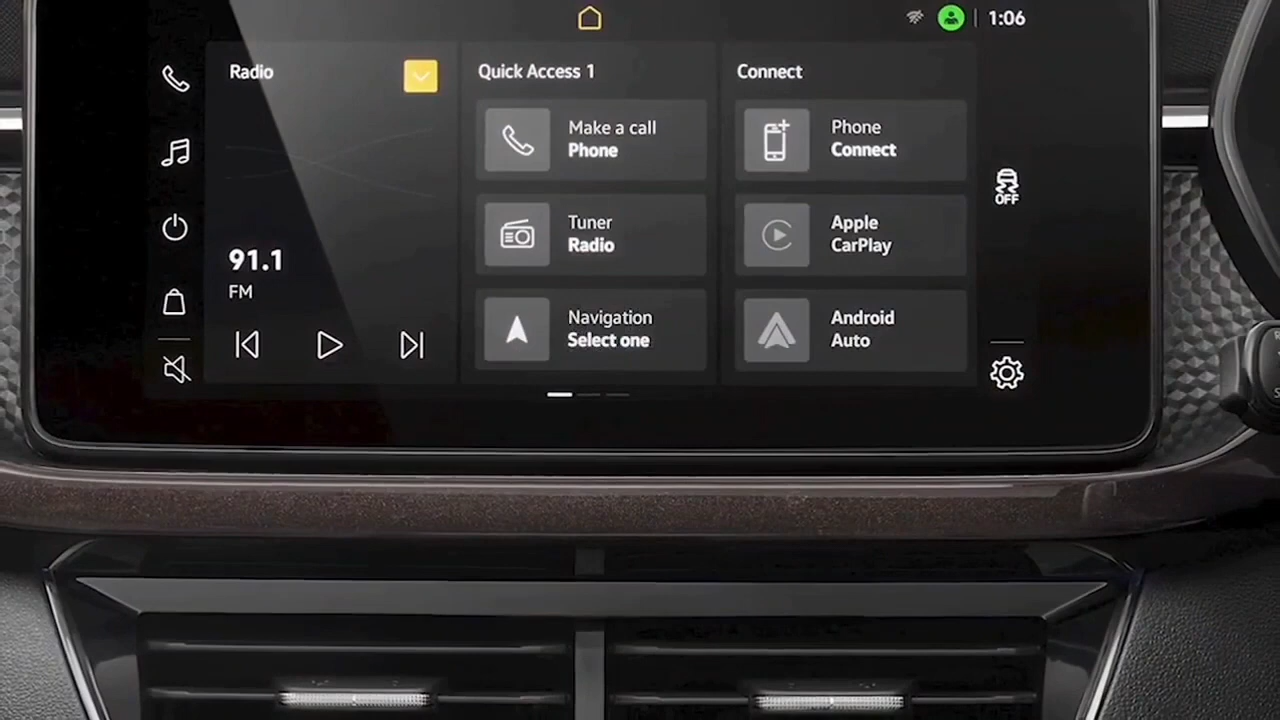 1:06
Radio
91.1
FM
Quick Access 1
Make a call
Phone
Tuner
Radio
Navigation
Select one
Connect
Phone
Connect
Apple
CarPlay
Android
Auto
OFF